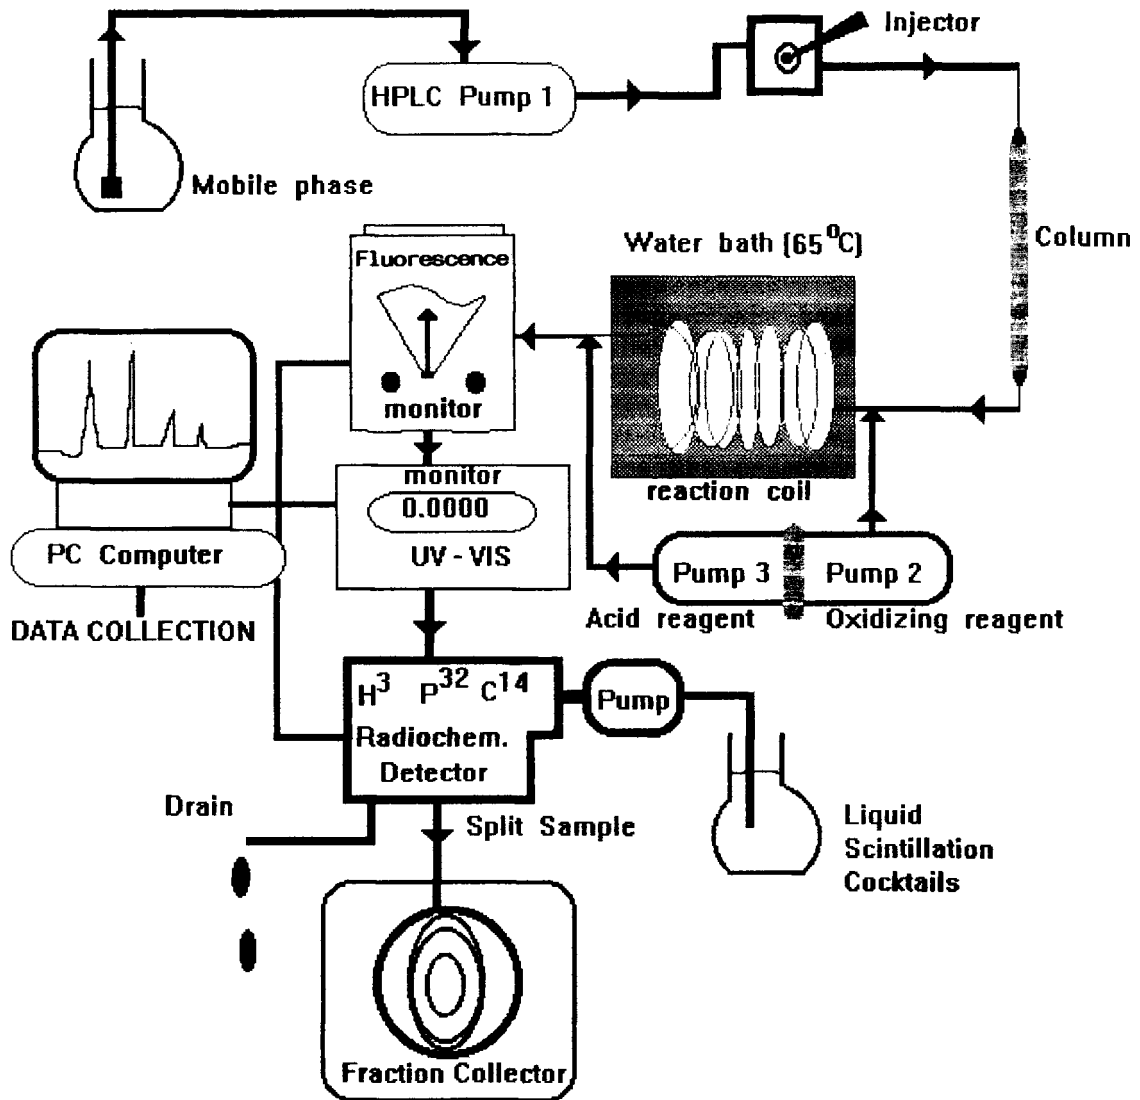 Injector
HPLC Pump 1
Mobile phase
Column
Water bath (65°C)
Fluorescence
monitor
reaction coil
monitor
0.0000
UV - VIS
PC Computer
DATA COLLECTION
Pump 3
Pump 2
Acid reagent
Oxidizing reagent
H³ P³² C¹⁴
Radiochem.
Detector
Pump
Drain
Split Sample
Liquid
Scintillation
Cocktails
Fraction Collector